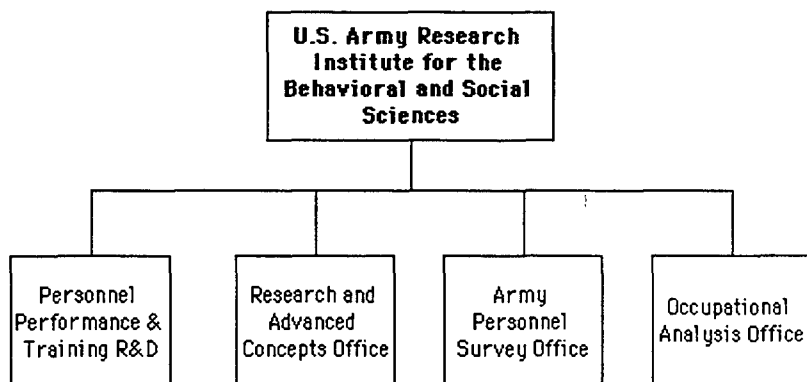 U.S. Army Research
Institute for the
Behavioral and Social
Sciences
Personnel
Performance &
Training R&D
Research and
Advanced
Concepts Office
Army
Personnel
Survey Office
Occupational
Analysis Office